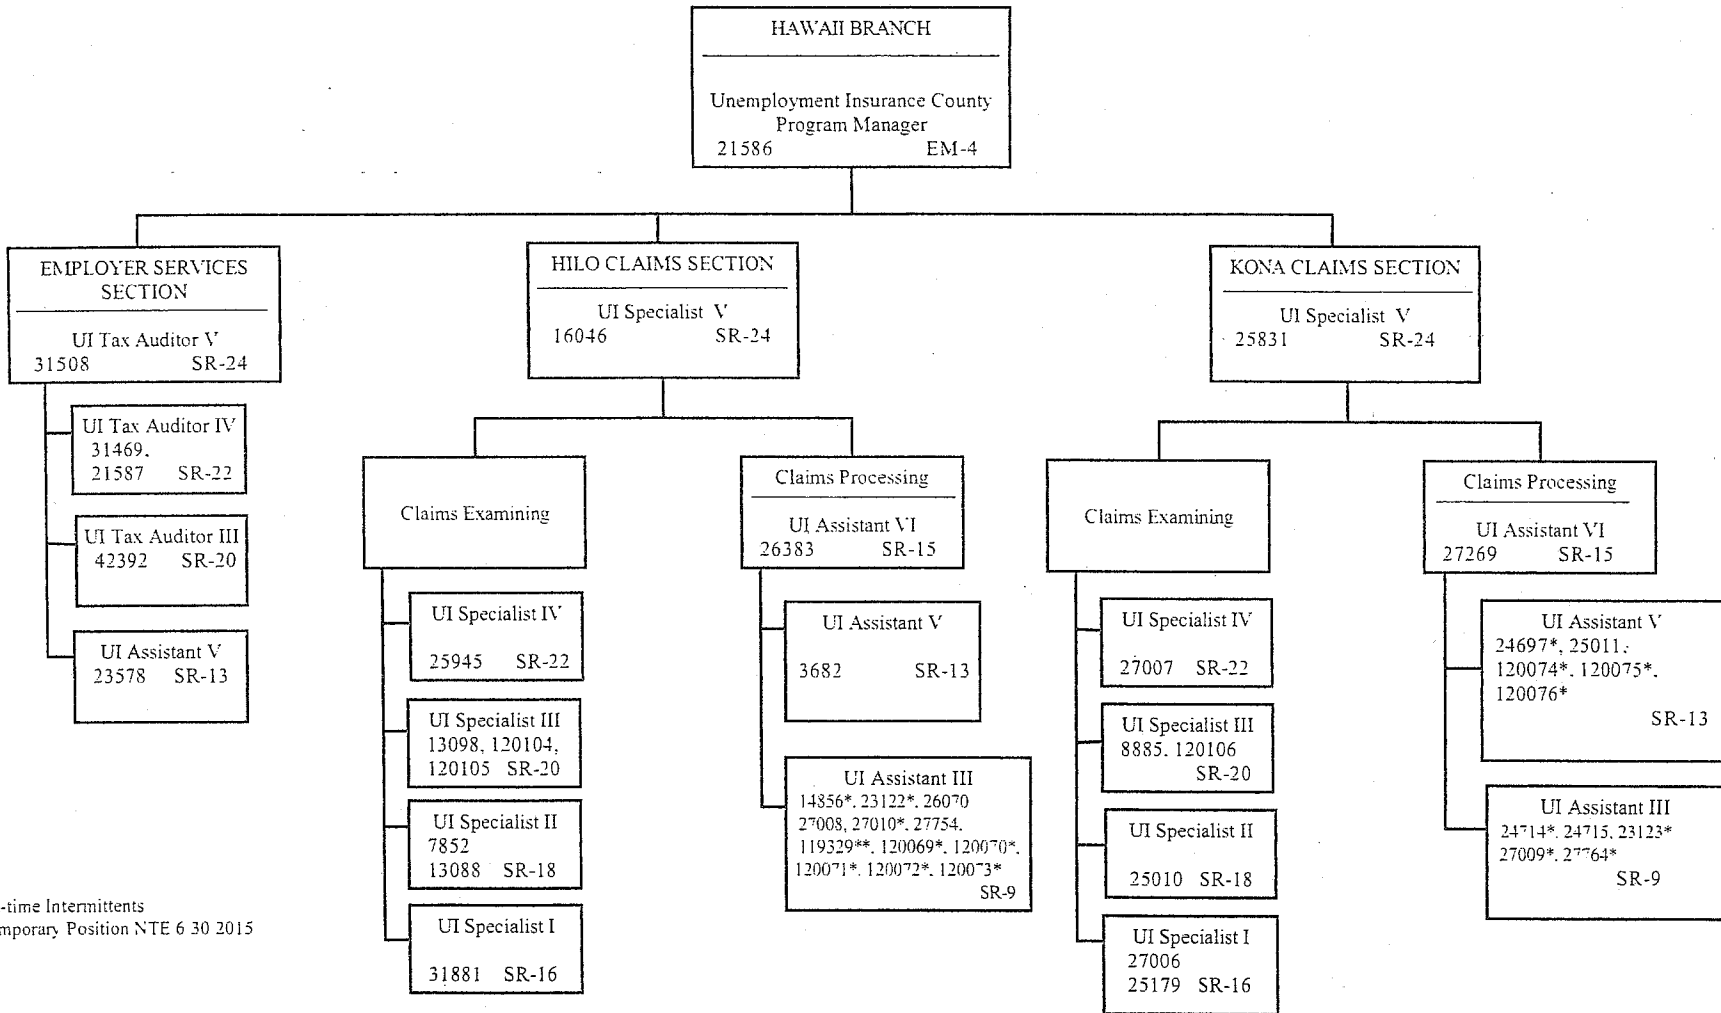 HAWAII BRANCH
Unemployment Insurance County
Program Manager
21586 EM-4
EMPLOYER SERVICES
SECTION
UI Tax Auditor V
31508 SR-24
HILO CLAIMS SECTION
UI Specialist V
16046 SR-24
KONA CLAIMS SECTION
UI Specialist V
25831 SR-24
UI Tax Auditor IV
31469,
21587 SR-22
UI Tax Auditor III
42392 SR-20
UI Assistant V
23578 SR-13
Claims Examining
UI Specialist IV
25945 SR-22
UI Specialist III
13098, 120104,
120105 SR-20
UI Specialist II
7852
13088 SR-18
UI Specialist I
31881 SR-16
Claims Processing
UI Assistant VI
26383 SR-15
UI Assistant V
3682 SR-13
UI Assistant III
14856*, 23122*, 26070
27008, 27010*, 27754,
119329**, 120069*, 120070*,
120071*, 120072*, 120073*
SR-9
Claims Examining
UI Specialist IV
27007 SR-22
UI Specialist III
8885, 120106
SR-20
UI Specialist II
25010 SR-18
UI Specialist I
27006
25179 SR-16
Claims Processing
UI Assistant VI
27269 SR-15
UI Assistant V
24697*, 25011,
120074*, 120075*,
120076*
SR-13
UI Assistant III
24714*, 24715, 23123*
27009*, 27764*
SR-9
-time Intermittents
mporary Position NTE 6 30 2015